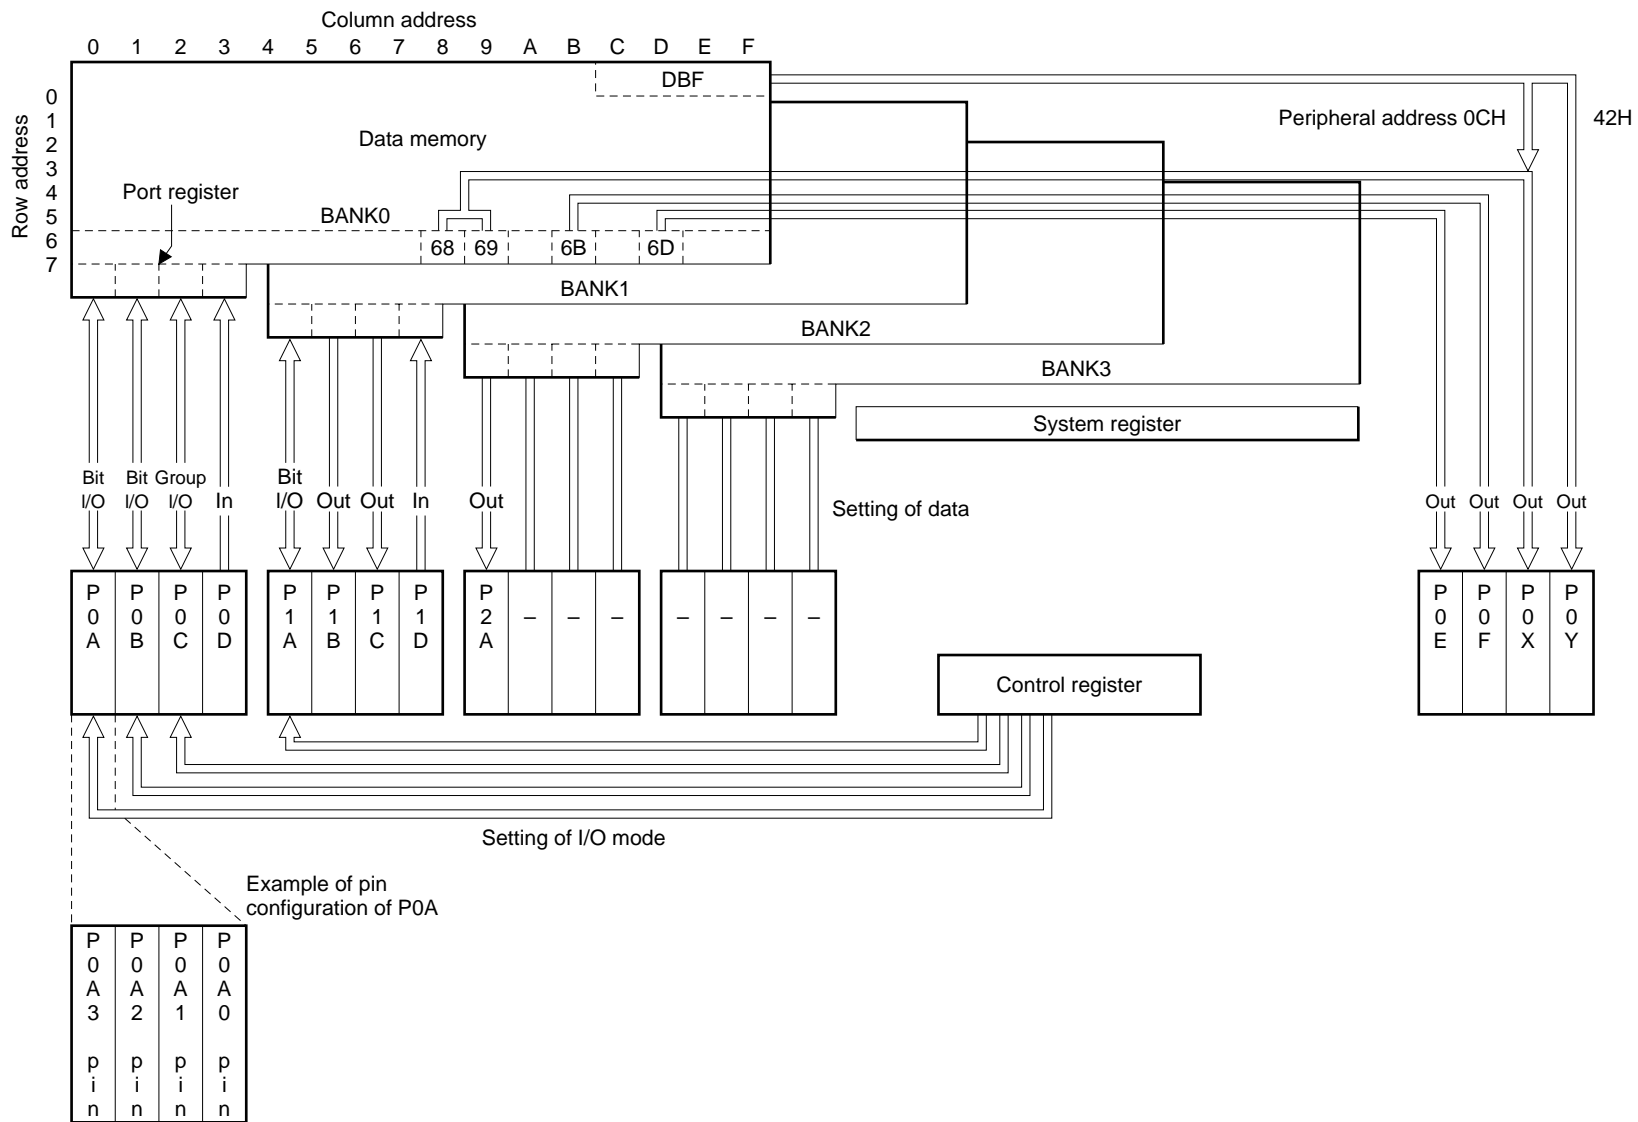 Column address
0 1 2 3 4 5 6 7 8 9 A B C D E F
DBF
Row address
0
1
2
3
4
5
6
7
Data memory
Peripheral address 0CH
42H
Port register
BANK0
68 69 6B 6D
BANK1
BANK2
BANK3
System register
Bit I/O
Bit I/O
Group I/O
In
Bit I/O
Out
Out
In
Out
Setting of data
Out
Out
Out
Out
P0A
P0B
P0C
P0D
P1A
P1B
P1C
P1D
P2A
–
–
–
–
–
–
–
P0E
P0F
P0X
P0Y
Control register
Setting of I/O mode
Example of pin
configuration of P0A
P0A3 pin
P0A2 pin
P0A1 pin
P0A0 pin